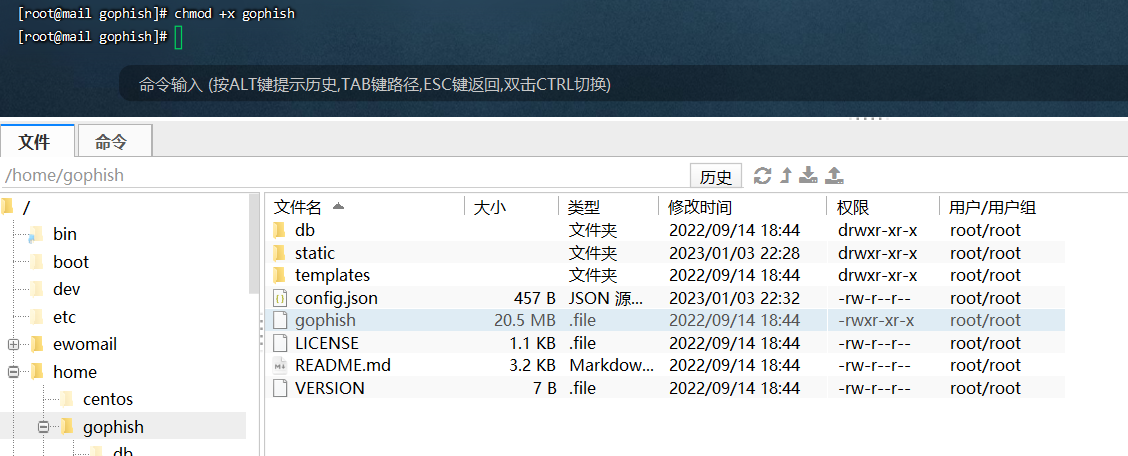 [root@mail gophish]# chmod +x gophish
[root@mail gophish]#
命令输入 (按ALT键提示历史,TAB键路径,ESC键返回,双击CTRL切换)
文件 命令
/home/gophish 历史
/
bin
boot
dev
etc
ewomail
home
centos
gophish
db
文件名 大小 类型 修改时间 权限 用户/用户组
db 文件夹 2022/09/14 18:44 drwxr-xr-x root/root
static 文件夹 2023/01/03 22:28 drwxr-xr-x root/root
templates 文件夹 2022/09/14 18:44 drwxr-xr-x root/root
config.json 457 B JSON 源... 2023/01/03 22:32 -rw-r--r-- root/root
gophish 20.5 MB .file 2022/09/14 18:44 -rwxr-xr-x root/root
LICENSE 1.1 KB .file 2022/09/14 18:44 -rw-r--r-- root/root
README.md 3.2 KB Markdow... 2022/09/14 18:44 -rw-r--r-- root/root
VERSION 7 B .file 2022/09/14 18:44 -rw-r--r-- root/root